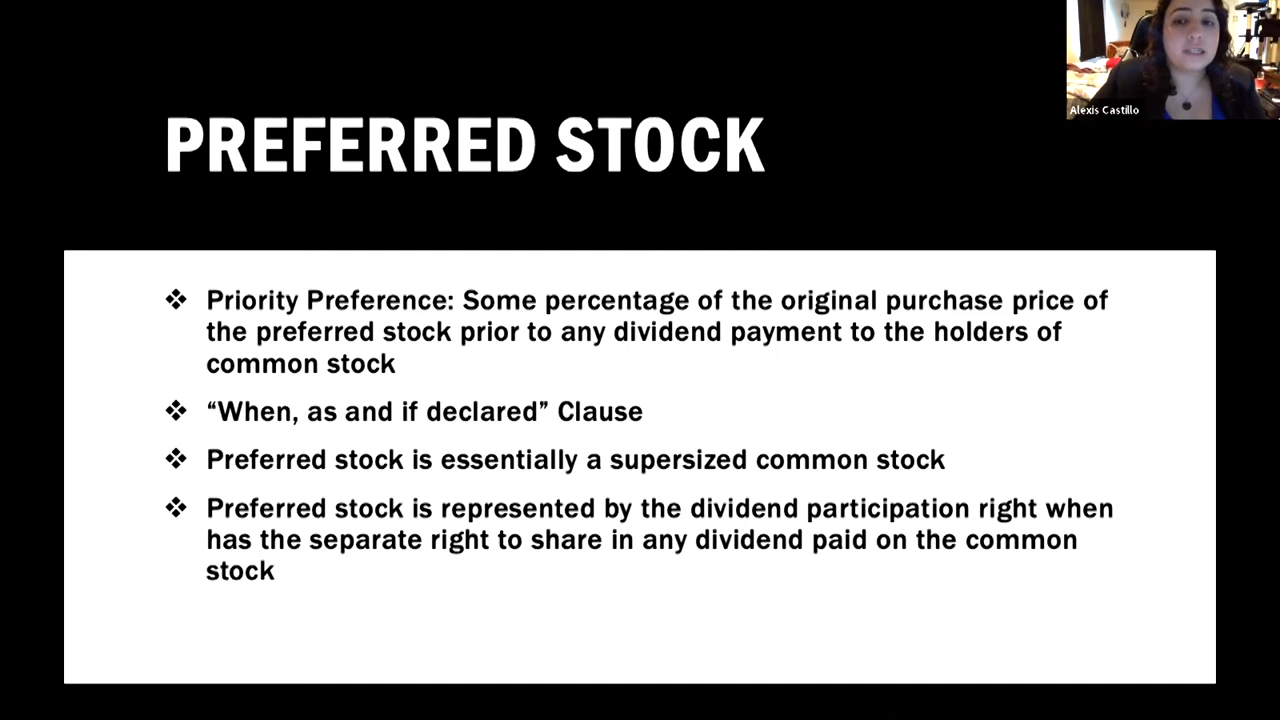 Alexis Castillo
PREFERRED STOCK
❖ Priority Preference: Some percentage of the original purchase price of
the preferred stock prior to any dividend payment to the holders of
common stock
❖ “When, as and if declared” Clause
❖ Preferred stock is essentially a supersized common stock
❖ Preferred stock is represented by the dividend participation right when
has the separate right to share in any dividend paid on the common
stock